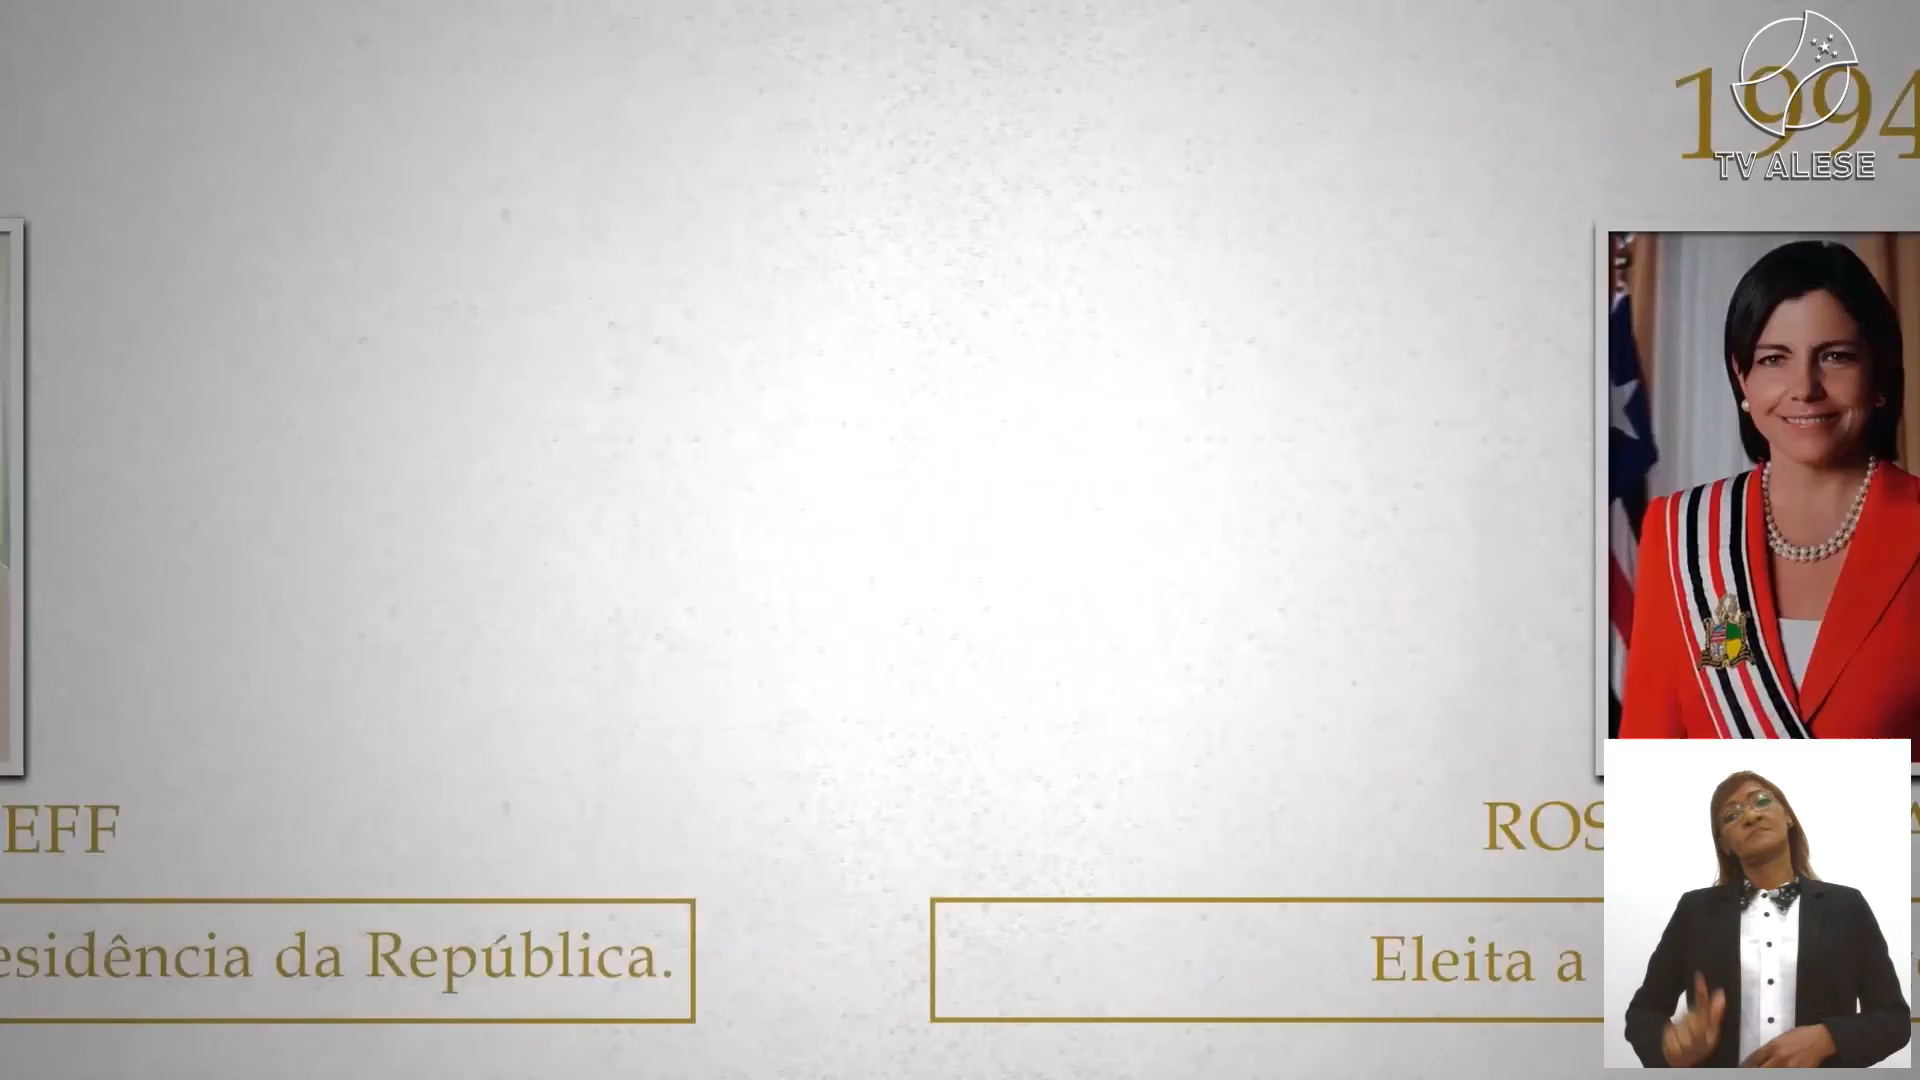 1994
TV ALESE
EFF
ROS
esidência da República.
Eleita a